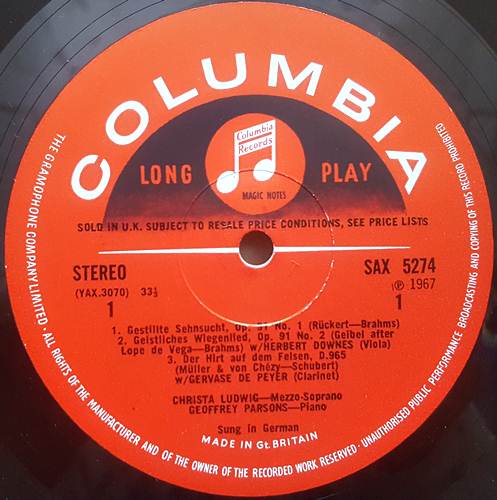 COLUMBIA
Columbia
Records
LONG PLAY
MAGIC NOTES
SOLD IN U.K. SUBJECT TO RESALE PRICE CONDITIONS, SEE PRICE LISTS
STEREO
SAX 5274
(YAX.3070) 33⅓
℗ 1967
1
1
1. Gestillte Sehnsucht, Op. 91 No. 1 (Rückert—Brahms)
2. Geistliches Wiegenlied, Op. 91 No. 2 (Geibel after
Lope de Vega—Brahms) w/HERBERT DOWNES (Viola)
3. Der Hirt auf dem Felsen, D.965
(Müller & von Chézy—Schubert)
w/GERVASE DE PEYER (Clarinet)
CHRISTA LUDWIG—Mezzo-Soprano
GEOFFREY PARSONS—Piano
Sung in German
MADE IN Gt. BRITAIN
THE GRAMOPHONE COMPANY LIMITED · ALL RIGHTS OF THE MANUFACTURER AND OF THE OWNER OF THE RECORDED WORK RESERVED · UNAUTHORISED PUBLIC PERFORMANCE BROADCASTING AND COPYING OF THIS RECORD PROHIBITED